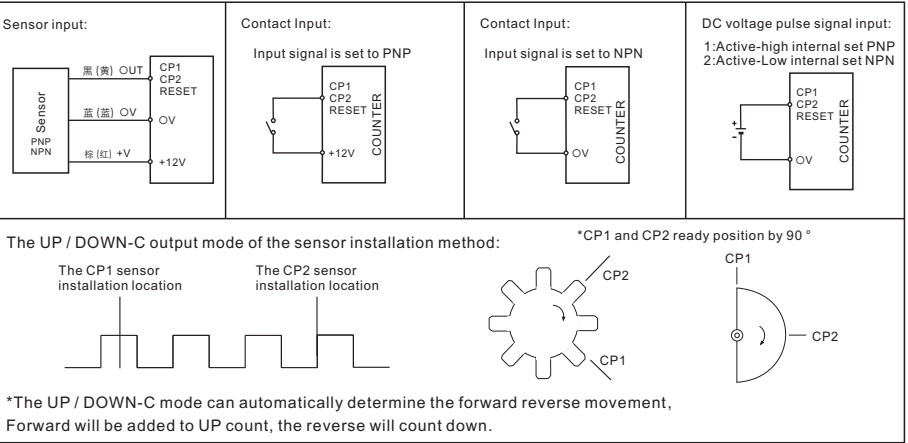 Sensor input:
PNP
NPN
Sensor
黑 (黄) OUT
蓝 (蓝) OV
棕 (红) +V
CP1
CP2
RESET
OV
+12V
Contact Input:
Input signal is set to PNP
CP1
CP2
RESET
+12V
COUNTER
Contact Input:
Input signal is set to NPN
CP1
CP2
RESET
OV
COUNTER
DC voltage pulse signal input:
1:Active-high internal set PNP
2:Active-Low internal set NPN
+
-
CP1
CP2
RESET
OV
COUNTER
The UP / DOWN-C output mode of the sensor installation method:
*CP1 and CP2 ready position by 90 °
The CP1 sensor
installation location
The CP2 sensor
installation location
CP2
CP1
CP1
CP2
*The UP / DOWN-C mode can automatically determine the forward reverse movement,
Forward will be added to UP count, the reverse will count down.